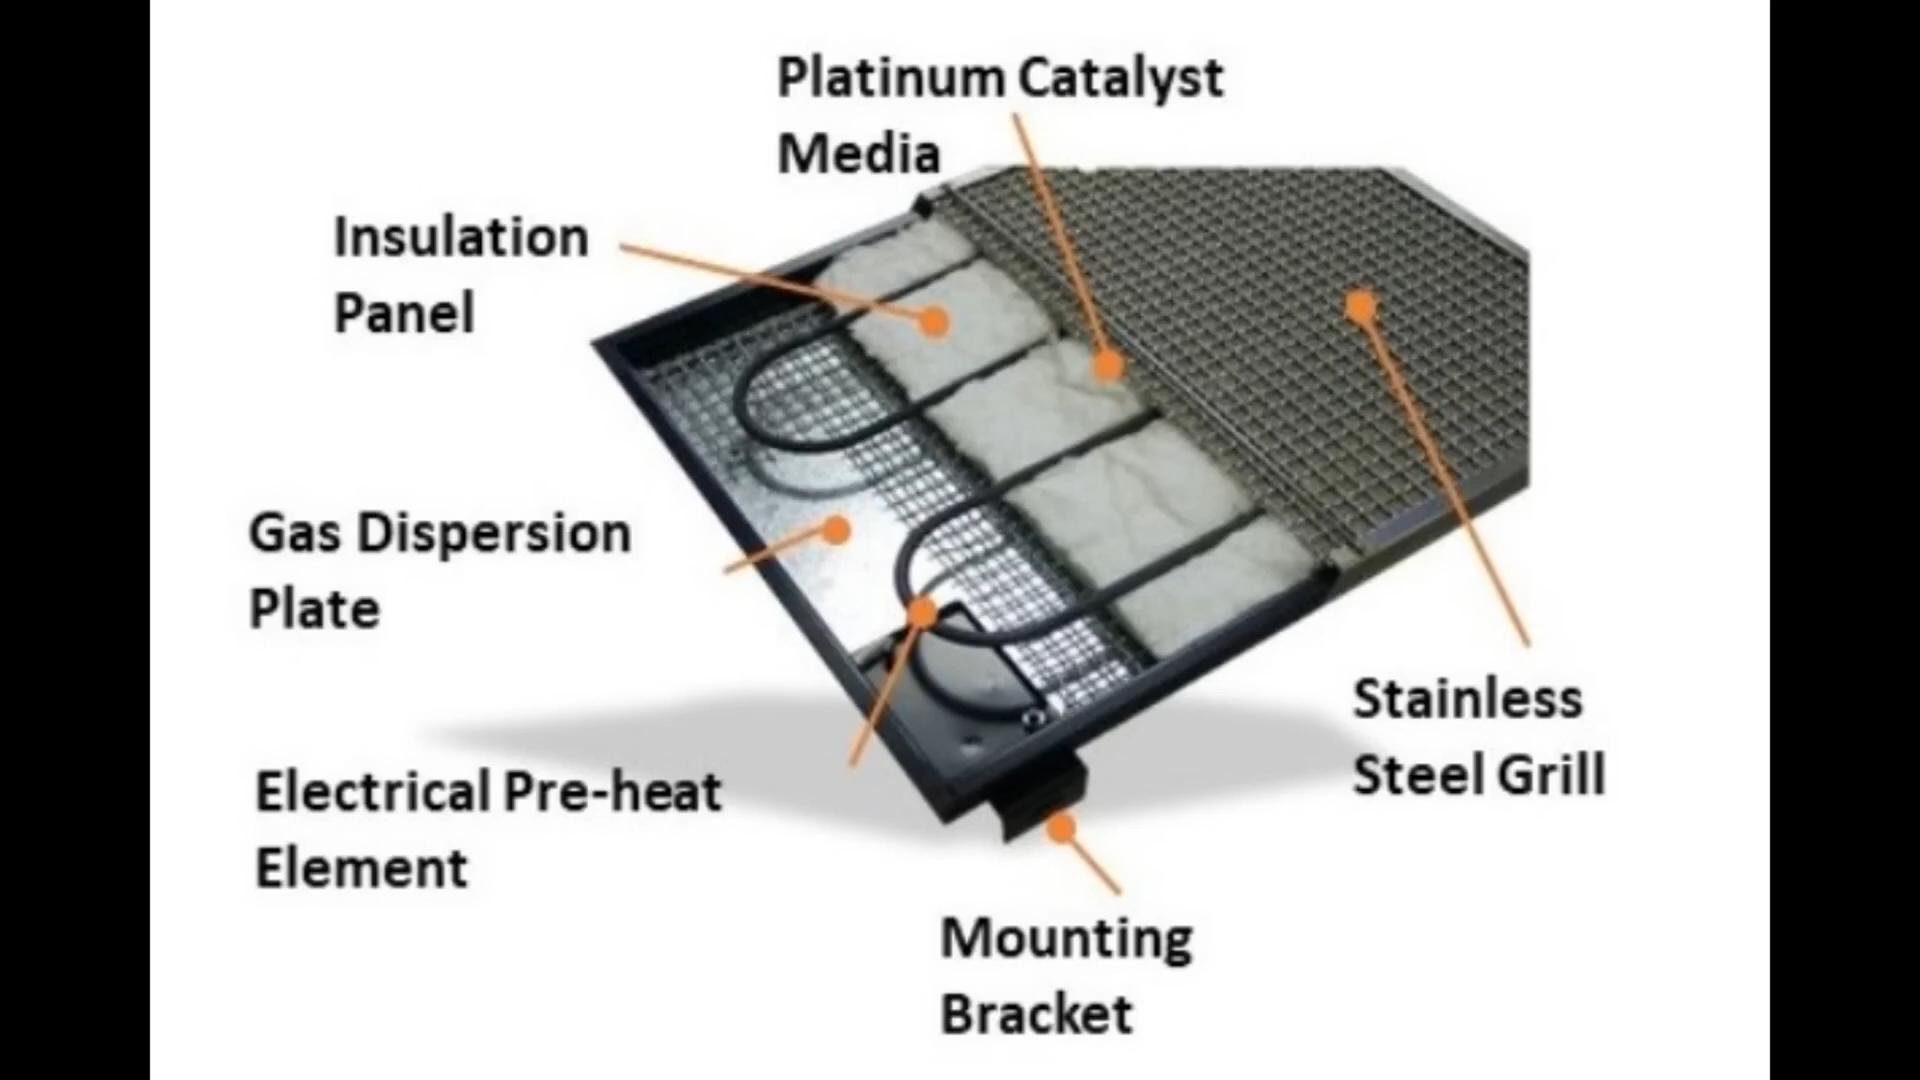 Platinum Catalyst
Media
Insulation
Panel
Gas Dispersion
Plate
Stainless
Steel Grill
Electrical Pre-heat
Element
Mounting
Bracket